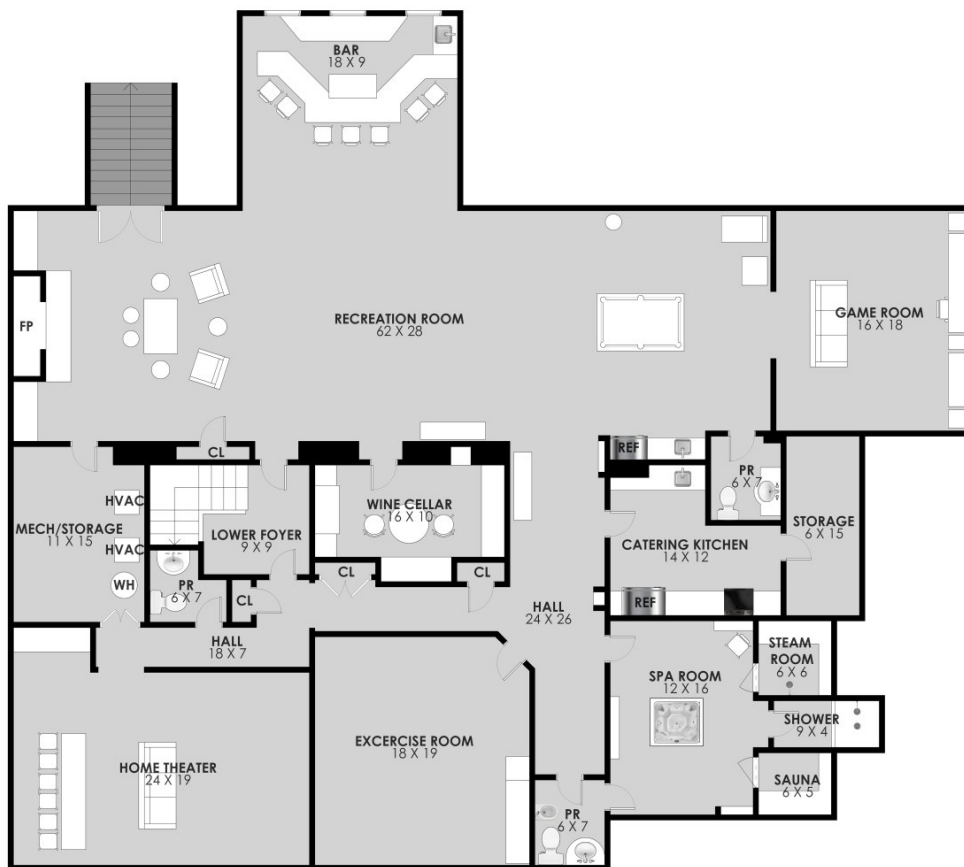 BAR
18 X 9
FP
RECREATION ROOM
62 X 28
GAME ROOM
16 X 18
CL
REF
PR
6 X 7
HVAC
MECH/STORAGE
11 X 15
HVAC
WH
LOWER FOYER
9 X 9
WINE CELLAR
16 X 10
STORAGE
6 X 15
CATERING KITCHEN
14 X 12
PR
6 X 7
CL
CL
CL
REF
HALL
24 X 26
HALL
18 X 7
STEAM
ROOM
6 X 6
SPA ROOM
12 X 16
SHOWER
9 X 4
EXCERCISE ROOM
18 X 19
HOME THEATER
24 X 19
SAUNA
6 X 5
PR
6 X 7